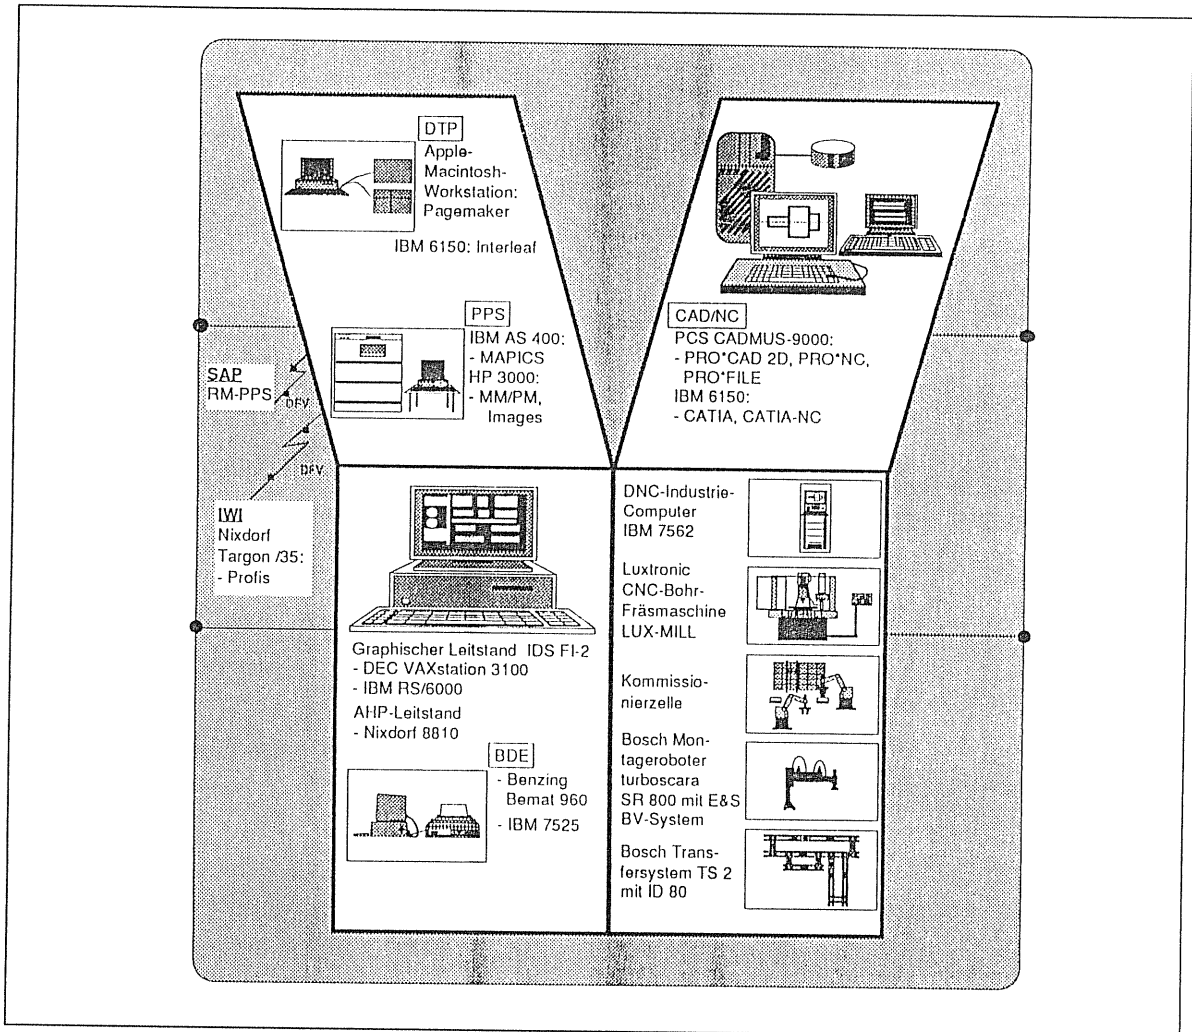 DTP
Apple-
Macintosh-
Workstation:
Pagemaker
IBM 6150: Interleaf
PPS
IBM AS 400:
- MAPICS
HP 3000:
- MM/PM,
Images
CAD/NC
PCS CADMUS-9000:
- PRO*CAD 2D, PRO*NC,
PRO*FILE
IBM 6150:
- CATIA, CATIA-NC
SAP
RM-PPS
DFV
DFV
IWI
Nixdorf
Targon /35:
- Profis
Graphischer Leitstand IDS FI-2
- DEC VAXstation 3100
- IBM RS/6000
AHP-Leitstand
- Nixdorf 8810
BDE
- Benzing
Bemat 960
- IBM 7525
DNC-Industrie-
Computer
IBM 7562
Luxtronic
CNC-Bohr-
Fräsmaschine
LUX-MILL
Kommissio-
nierzelle
Bosch Mon-
tageroboter
turboscara
SR 800 mit E&S
BV-System
Bosch Trans-
fersystem TS 2
mit ID 80